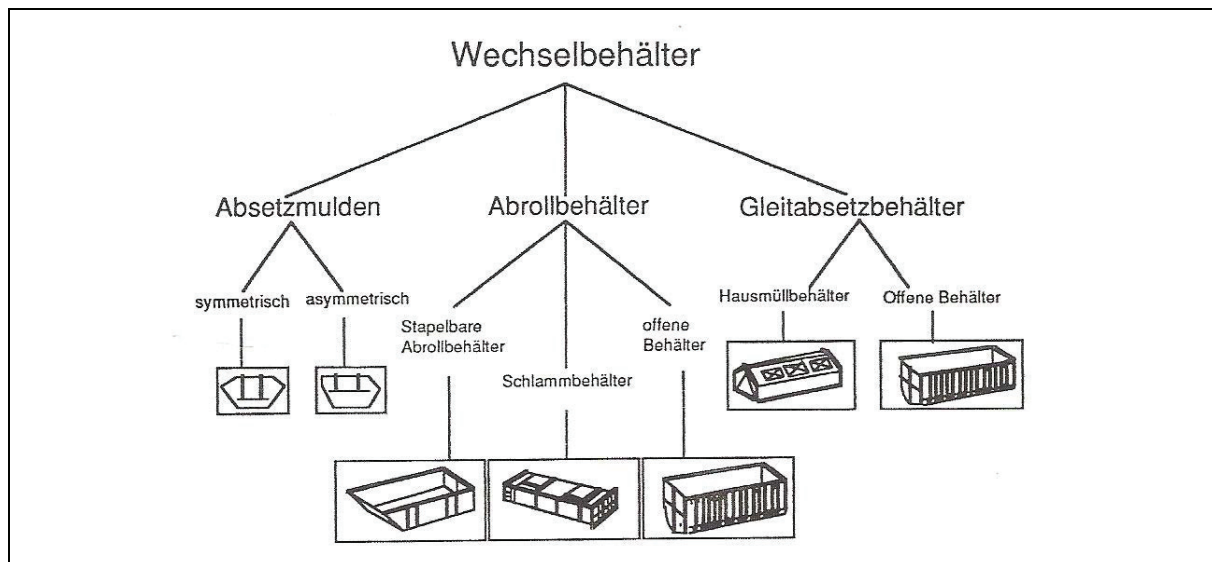 Wechselbehälter
Absetzmulden
Abrollbehälter
Gleitabsetzbehälter
symmetrisch
asymmetrisch
Stapelbare
Abrollbehälter
Schlammbehälter
offene
Behälter
Hausmüllbehälter
Offene Behälter